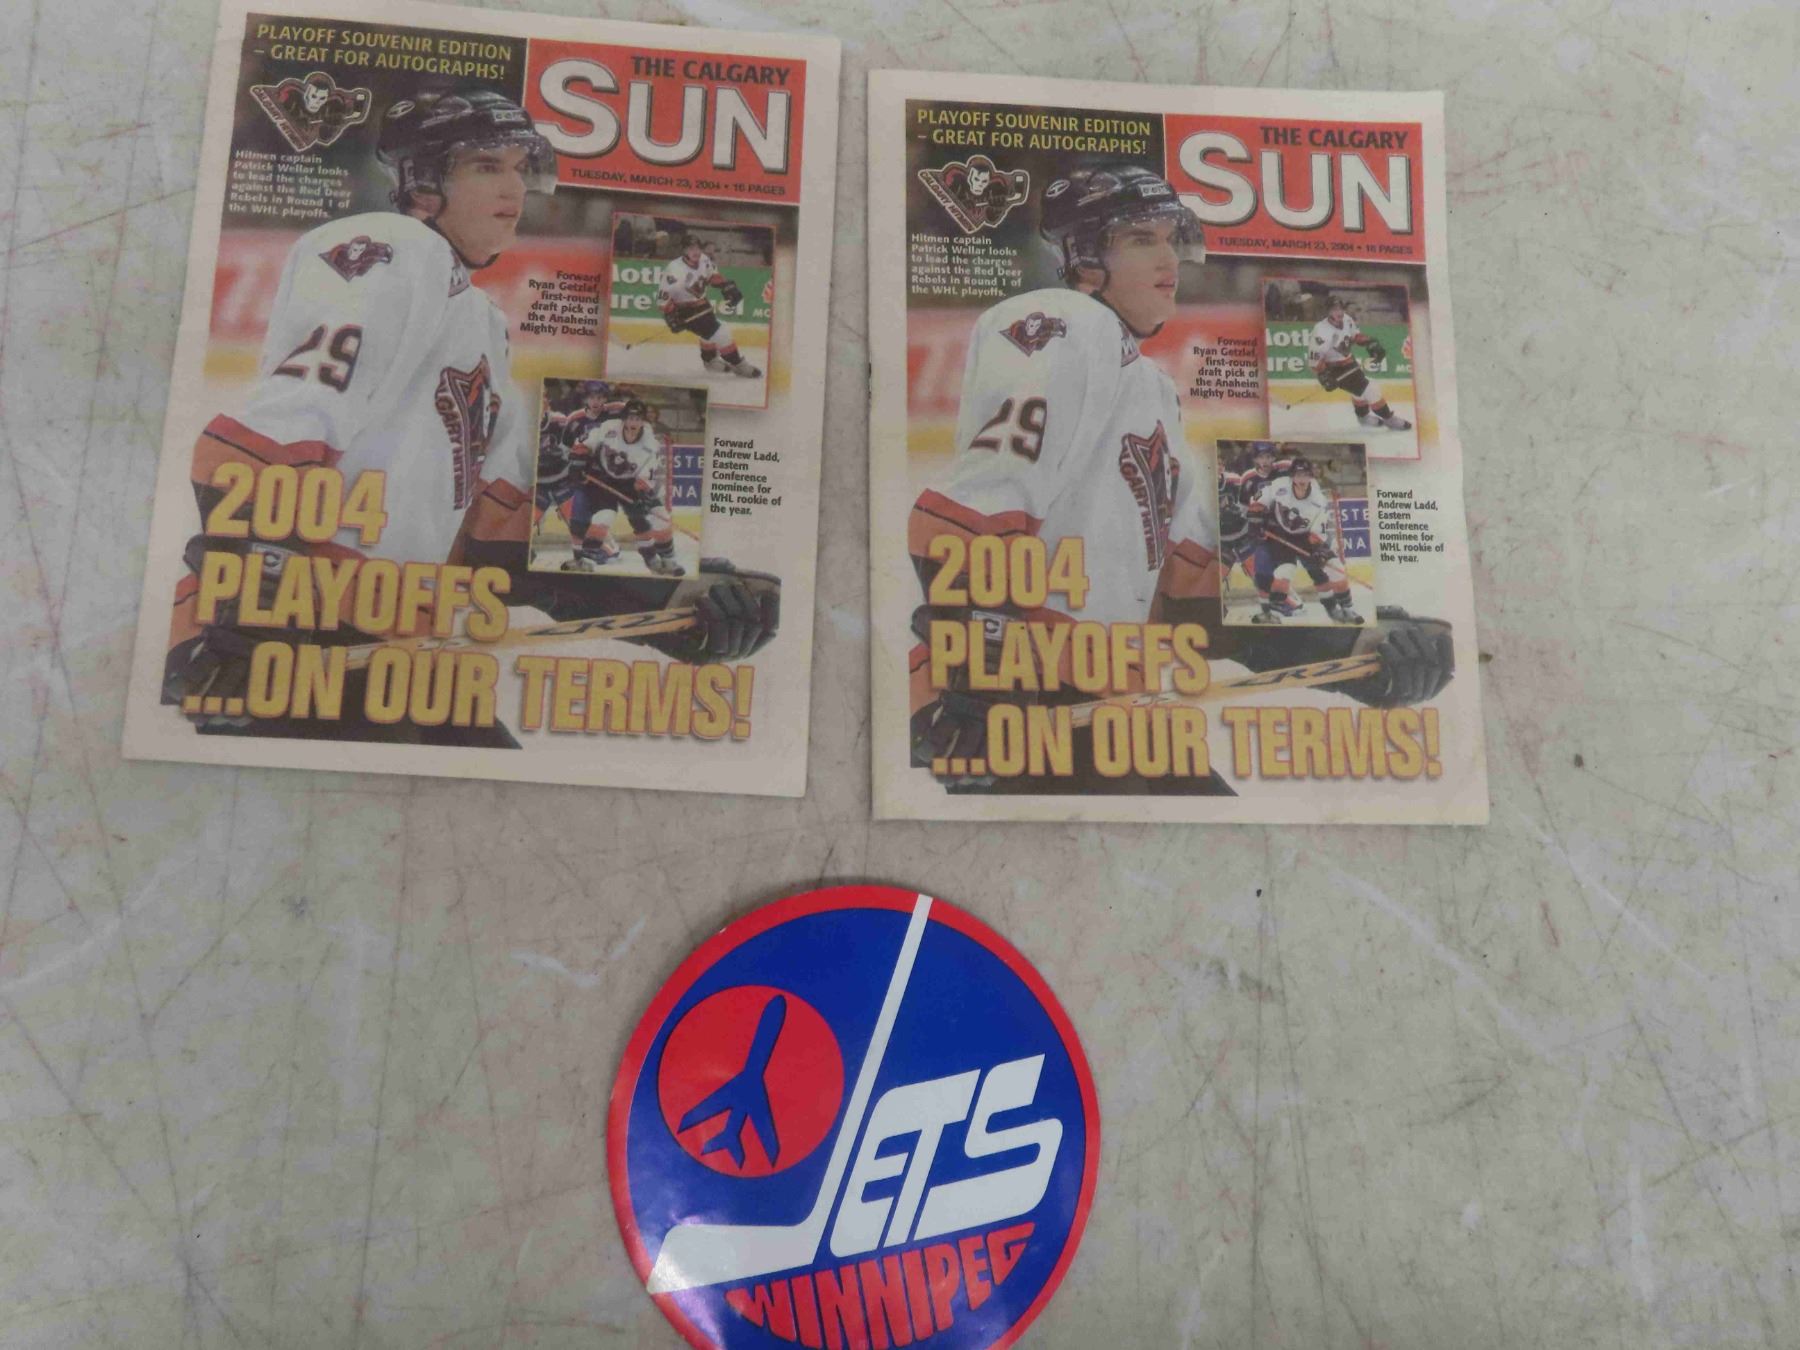 PLAYOFF SOUVENIR EDITION
– GREAT FOR AUTOGRAPHS!
THE CALGARY
SUN
TUESDAY, MARCH 23, 2004 • 16 PAGES
CALGARY HITMEN
Hitmen captain
Patrick Wellar looks
to lead the charges
against the Red Deer
Rebels in Round 1 of
the WHL playoffs.
29
Forward
Ryan Getzlaf,
first-round
draft pick of
the Anaheim
Mighty Ducks.
Forward
Andrew Ladd,
Eastern
Conference
nominee for
WHL rookie of
the year.
2004
PLAYOFFS
...ON OUR TERMS!
PLAYOFF SOUVENIR EDITION
– GREAT FOR AUTOGRAPHS!
THE CALGARY
SUN
TUESDAY, MARCH 23, 2004 • 16 PAGES
CALGARY HITMEN
Hitmen captain
Patrick Wellar looks
to lead the charges
against the Red Deer
Rebels in Round 1 of
the WHL playoffs.
29
Forward
Ryan Getzlaf,
first-round
draft pick of
the Anaheim
Mighty Ducks.
Forward
Andrew Ladd,
Eastern
Conference
nominee for
WHL rookie of
the year.
2004
PLAYOFFS
...ON OUR TERMS!
JETS
WINNIPEG